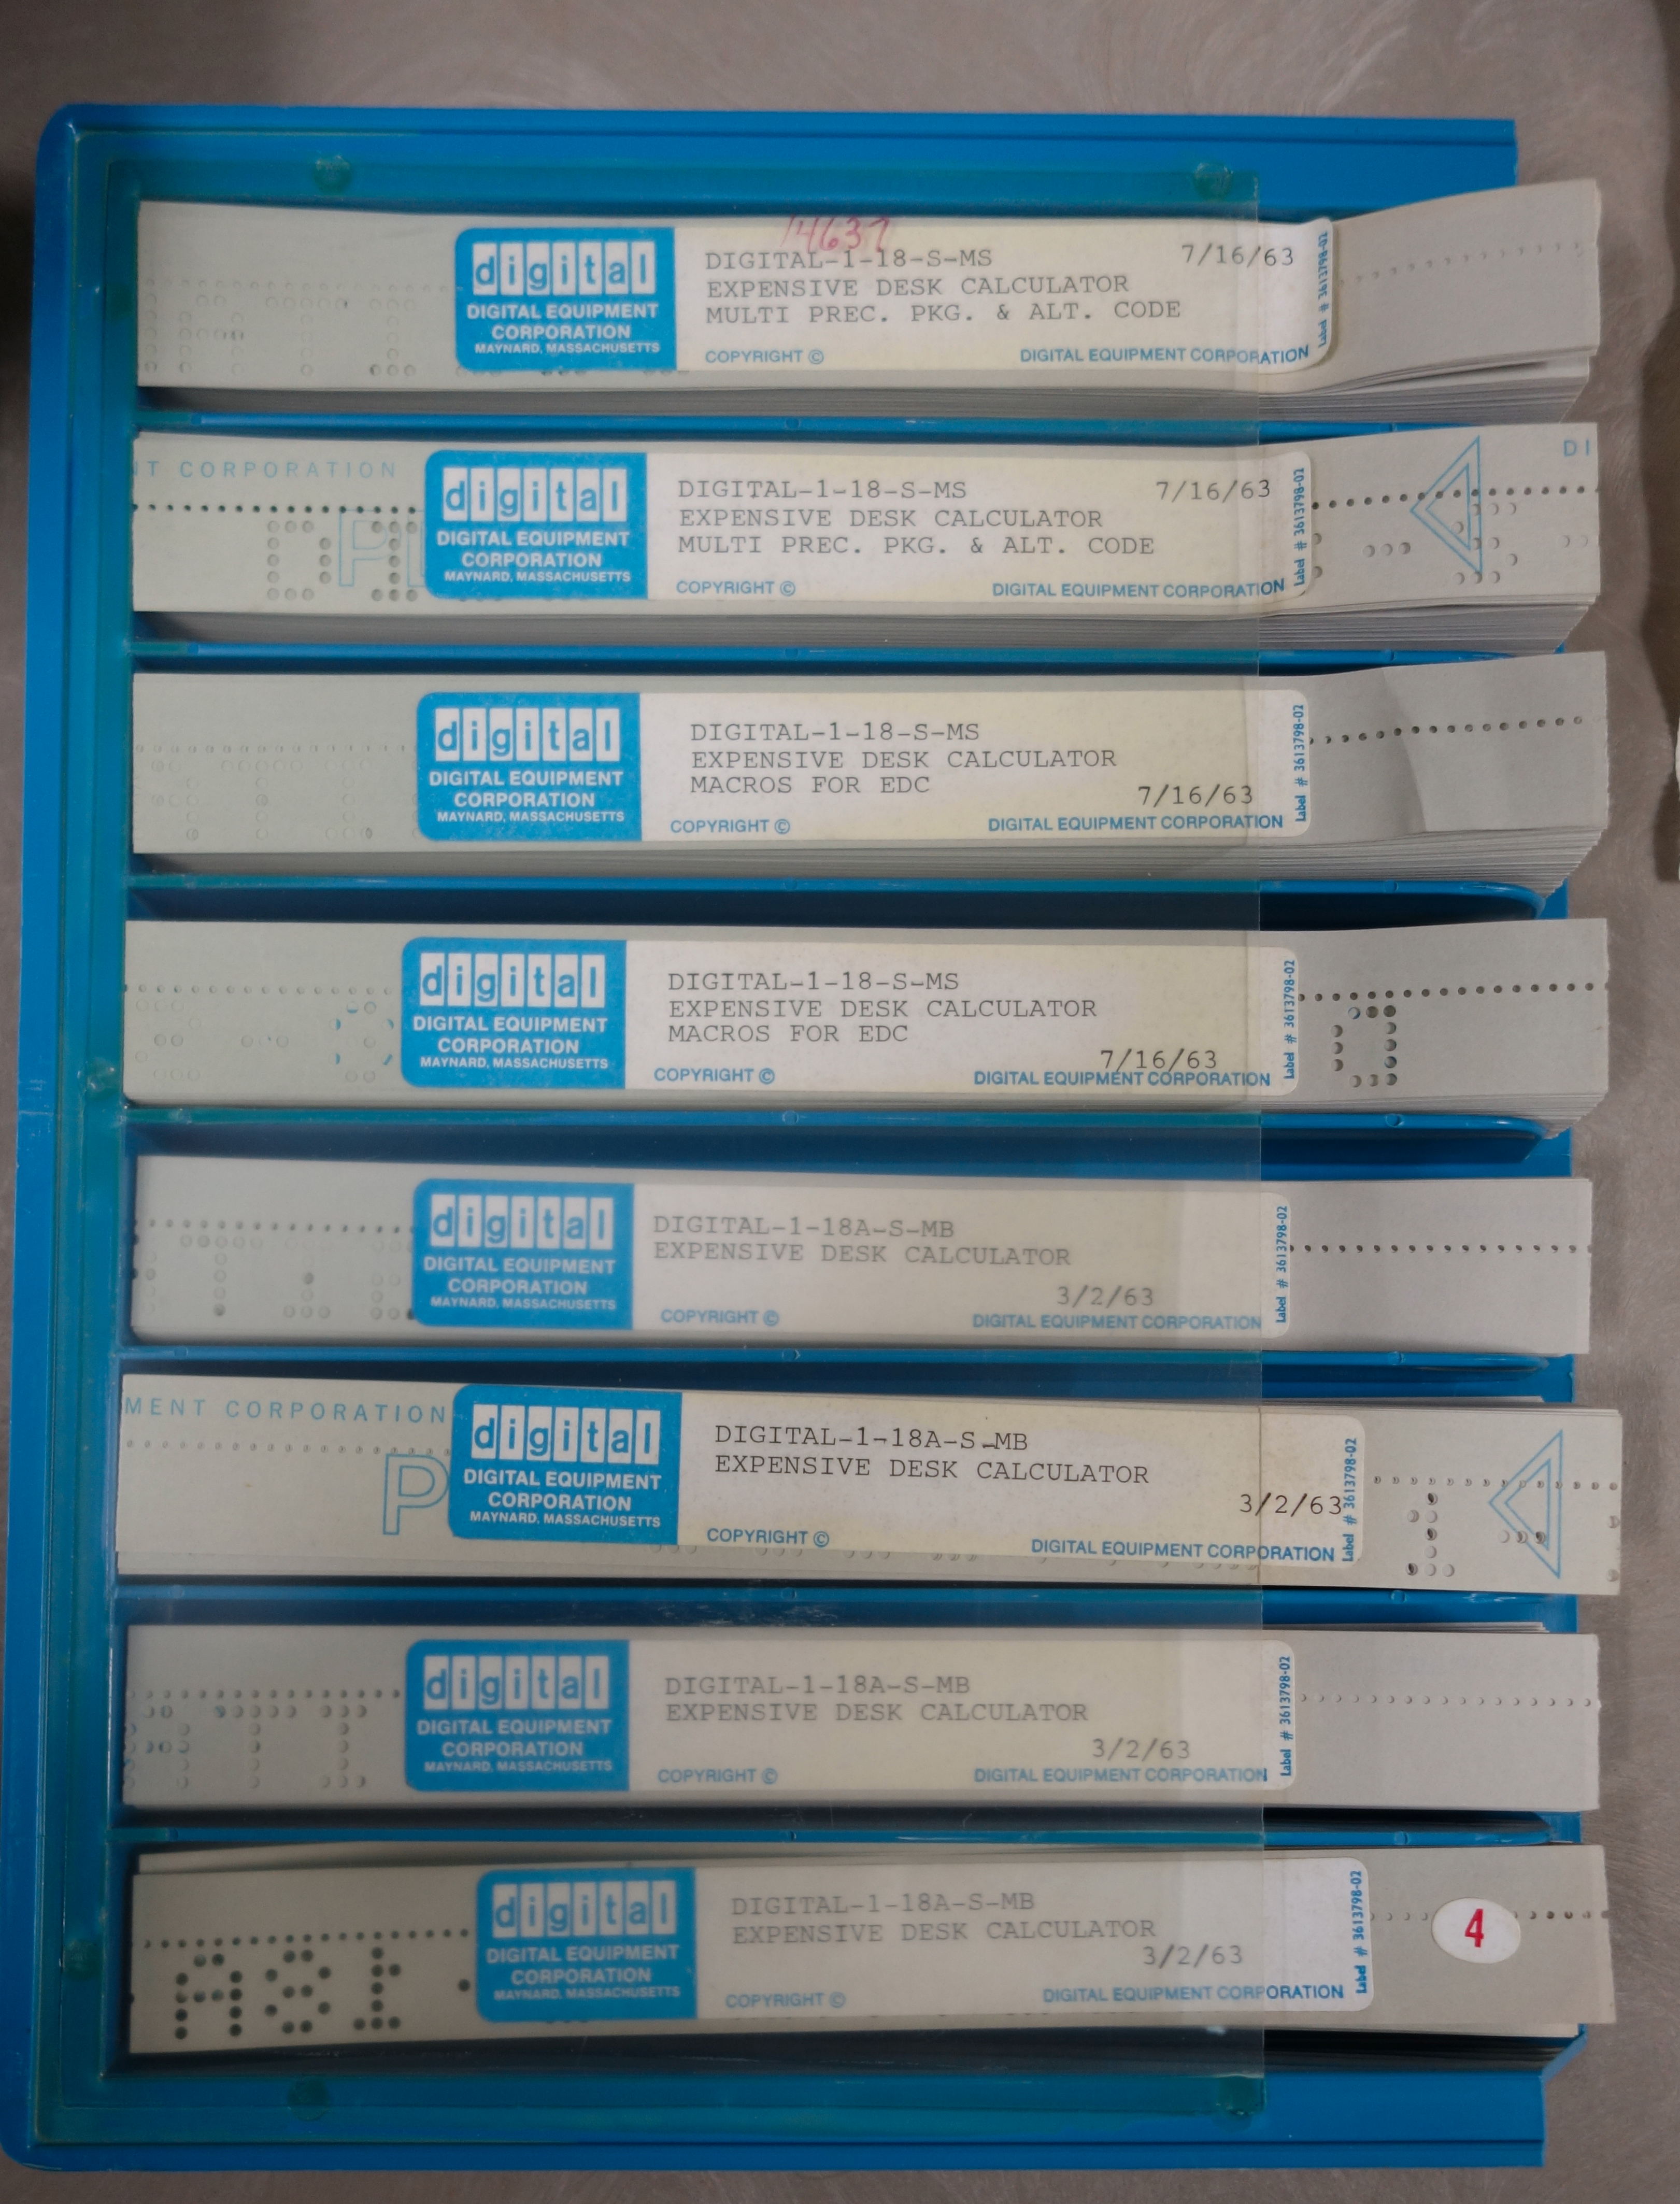 14637
digital
DIGITAL EQUIPMENT
CORPORATION
MAYNARD, MASSACHUSETTS
DIGITAL-1-18-S-MS 7/16/63
EXPENSIVE DESK CALCULATOR
MULTI PREC. PKG. & ALT. CODE
COPYRIGHT © DIGITAL EQUIPMENT CORPORATION
Label # 3613798-02
IT CORPORATION
digital
DIGITAL EQUIPMENT
CORPORATION
MAYNARD, MASSACHUSETTS
DIGITAL-1-18-S-MS 7/16/63
EXPENSIVE DESK CALCULATOR
MULTI PREC. PKG. & ALT. CODE
COPYRIGHT © DIGITAL EQUIPMENT CORPORATION
Label # 3613798-02
DI
digital
DIGITAL EQUIPMENT
CORPORATION
MAYNARD, MASSACHUSETTS
DIGITAL-1-18-S-MS
EXPENSIVE DESK CALCULATOR
MACROS FOR EDC
7/16/63
COPYRIGHT © DIGITAL EQUIPMENT CORPORATION
Label # 3613798-02
digital
DIGITAL EQUIPMENT
CORPORATION
MAYNARD, MASSACHUSETTS
DIGITAL-1-18-S-MS
EXPENSIVE DESK CALCULATOR
MACROS FOR EDC
7/16/63
COPYRIGHT © DIGITAL EQUIPMENT CORPORATION
Label # 3613798-02
digital
DIGITAL EQUIPMENT
CORPORATION
MAYNARD, MASSACHUSETTS
DIGITAL-1-18A-S-MB
EXPENSIVE DESK CALCULATOR
3/2/63
COPYRIGHT © DIGITAL EQUIPMENT CORPORATION
Label # 3613798-02
MENT CORPORATION
P
digital
DIGITAL EQUIPMENT
CORPORATION
MAYNARD, MASSACHUSETTS
DIGITAL-1-18A-S-MB
EXPENSIVE DESK CALCULATOR
3/2/63
COPYRIGHT © DIGITAL EQUIPMENT CORPORATION
Label # 3613798-02
digital
DIGITAL EQUIPMENT
CORPORATION
MAYNARD, MASSACHUSETTS
DIGITAL-1-18A-S-MB
EXPENSIVE DESK CALCULATOR
3/2/63
COPYRIGHT © DIGITAL EQUIPMENT CORPORATION
Label # 3613798-02
A8I
digital
DIGITAL EQUIPMENT
CORPORATION
MAYNARD, MASSACHUSETTS
DIGITAL-1-18A-S-MB
EXPENSIVE DESK CALCULATOR
3/2/63
COPYRIGHT © DIGITAL EQUIPMENT CORPORATION
Label # 3613798-02
4